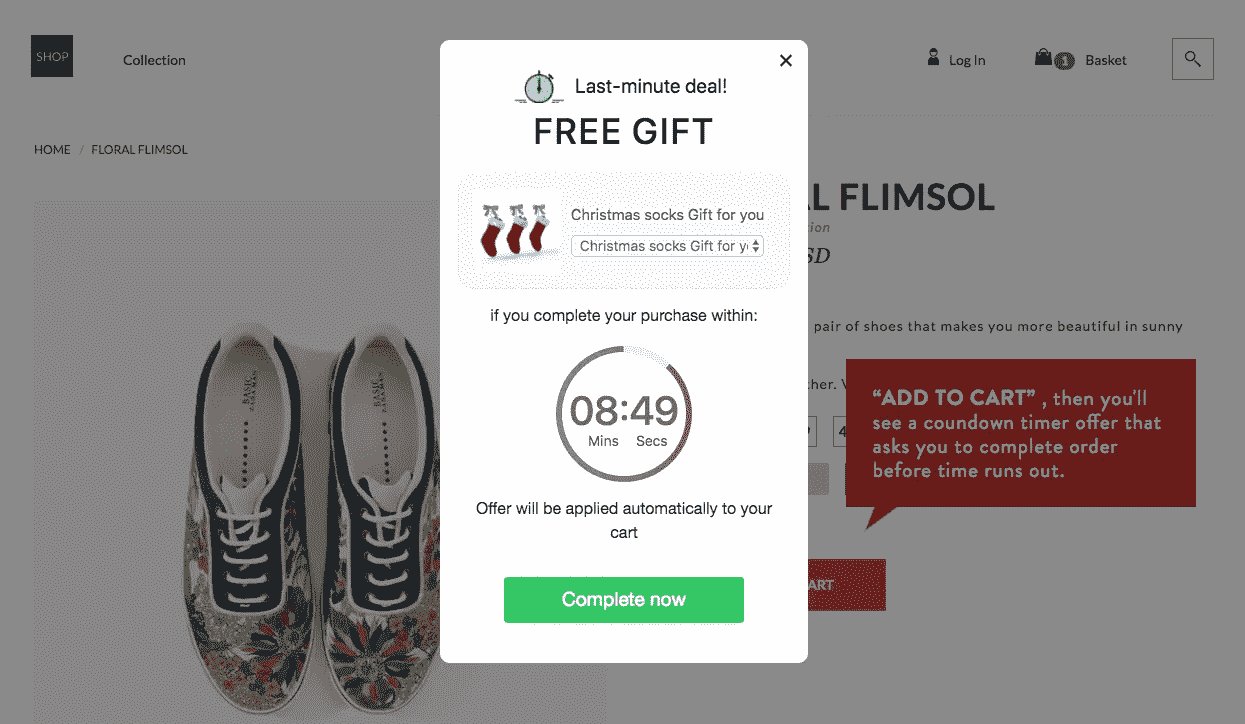 SHOP
Collection
Log In
1
Basket
HOME / FLORAL FLIMSOL
Last-minute deal!
FREE GIFT
Christmas socks Gift for you
Christmas socks Gift for y
if you complete your purchase within:
08:49
Mins Secs
Offer will be applied automatically to your
cart
Complete now
L FLIMSOL
SD
pair of shoes that makes you more beautiful in sunny
“ADD TO CART” , then you'll
see a coundown timer offer that
asks you to complete order
before time runs out.
ART
BASIC
BASIC